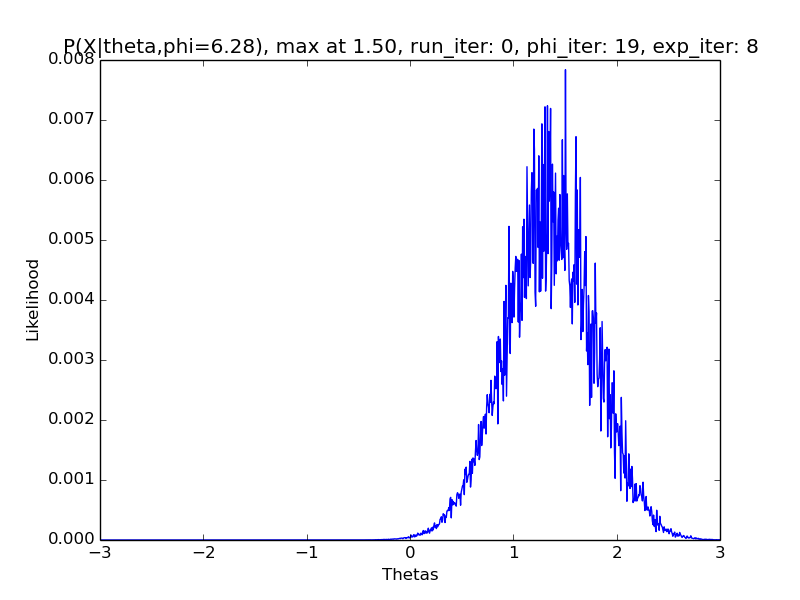 P(X|theta,phi=6.28), max at 1.50, run_iter: 0, phi_iter: 19, exp_iter: 8
0.008
0.007
0.006
0.005
0.004
0.003
0.002
0.001
0.000
Likelihood
−3 −2 −1 0 1 2 3
Thetas